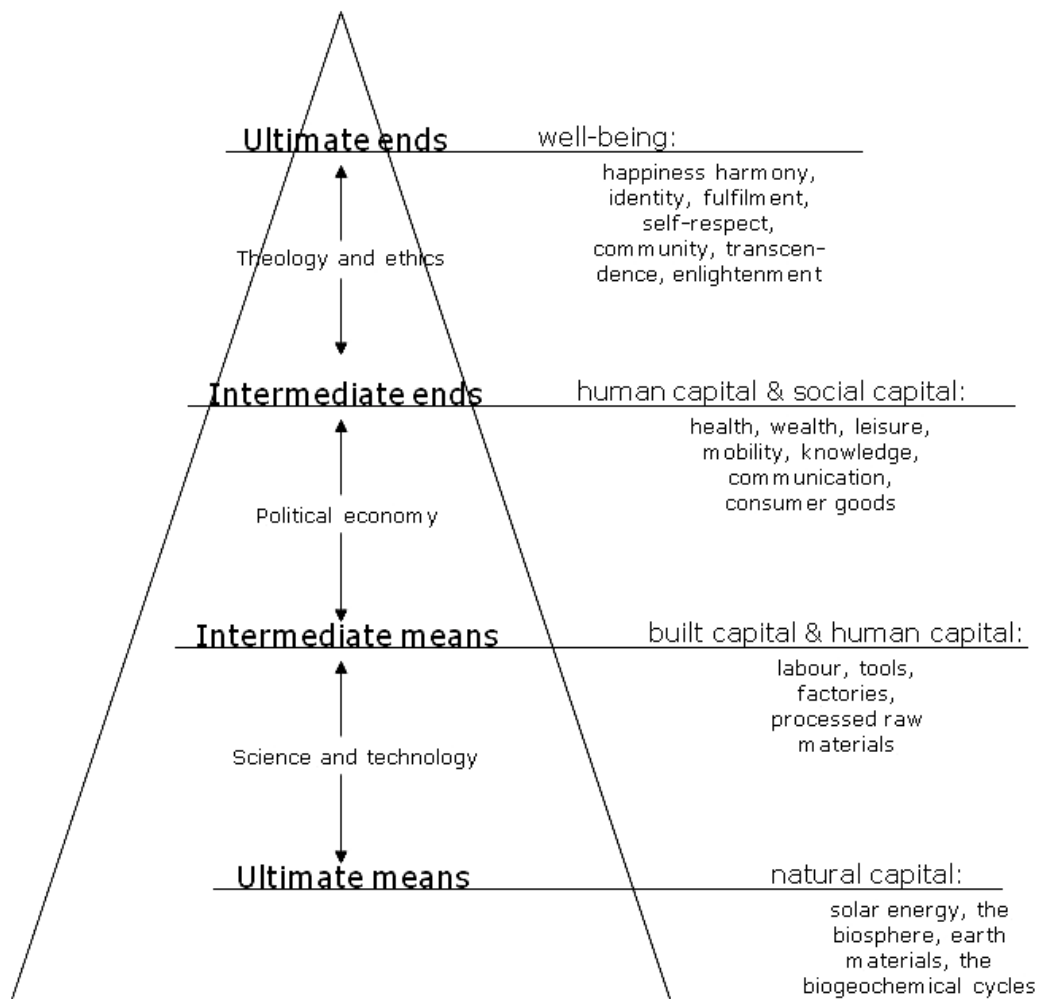 Ultimate ends
well-being:
happiness harmony,
identity, fulfilment,
self-respect,
community, transcen-
dence, enlightenment
Theology and ethics
Intermediate ends
human capital & social capital:
health, wealth, leisure,
mobility, knowledge,
communication,
consumer goods
Political economy
Intermediate means
built capital & human capital:
labour, tools,
factories,
processed raw
materials
Science and technology
Ultimate means
natural capital:
solar energy, the
biosphere, earth
materials, the
biogeochemical cycles